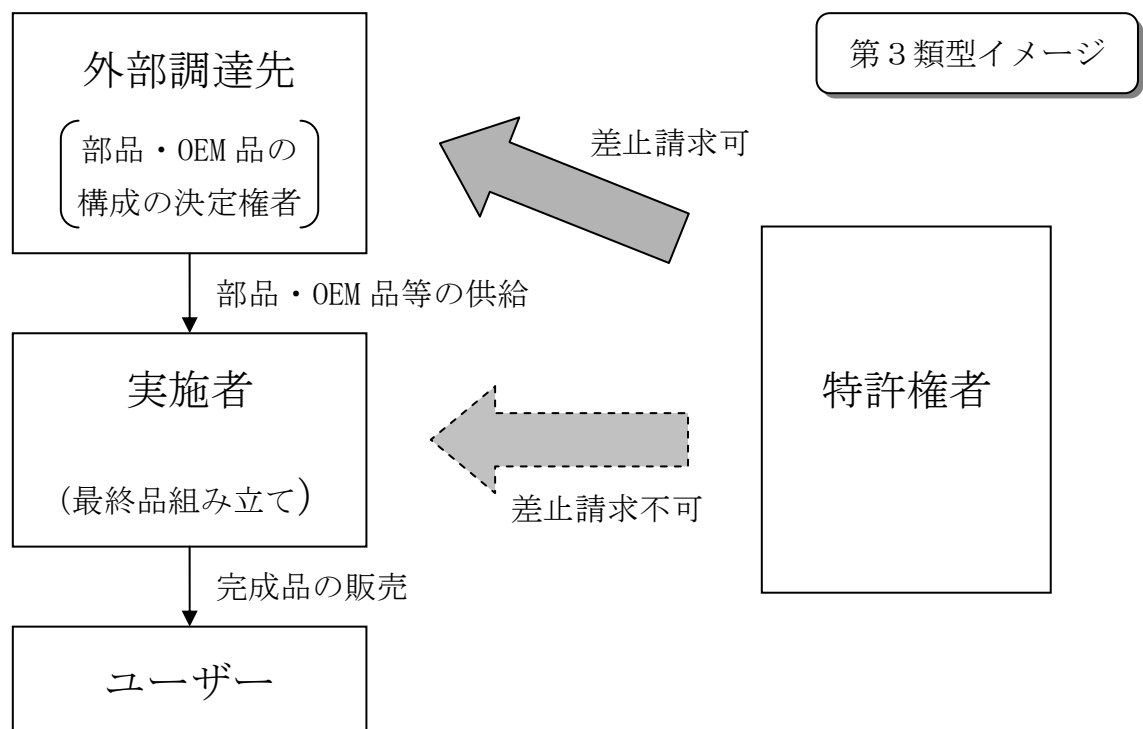 第３類型イメージ
外部調達先
部品・OEM品の
構成の決定権者
差止請求可
部品・OEM品等の供給
実施者
(最終品組み立て)
特許権者
差止請求不可
完成品の販売
ユーザー